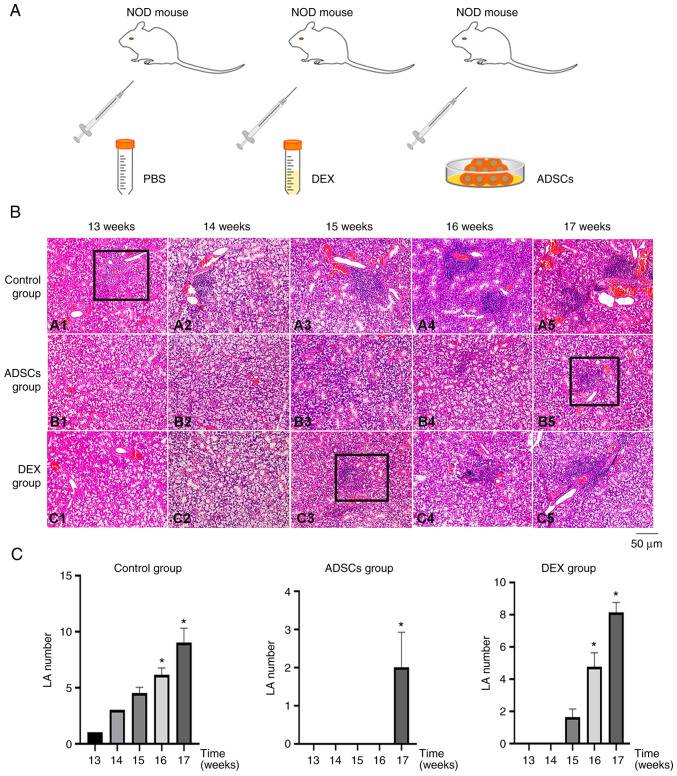 A
NOD mouse NOD mouse NOD mouse
PBS DEX ADSCs
B
13 weeks 14 weeks 15 weeks 16 weeks 17 weeks
Control
group
A1 A2 A3 A4 A5
ADSCs
group
B1 B2 B3 B4 B5
DEX
group
C1 C2 C3 C4 C5
50 μm
C
Control group
LA number
15
10
5
0
*
*
13 14 15 16 17
Time
(weeks)
ADSCs group
LA number
4
3
2
1
0
*
13 14 15 16 17
Time
(weeks)
DEX group
LA number
10
8
6
4
2
0
*
*
13 14 15 16 17
Time
(weeks)